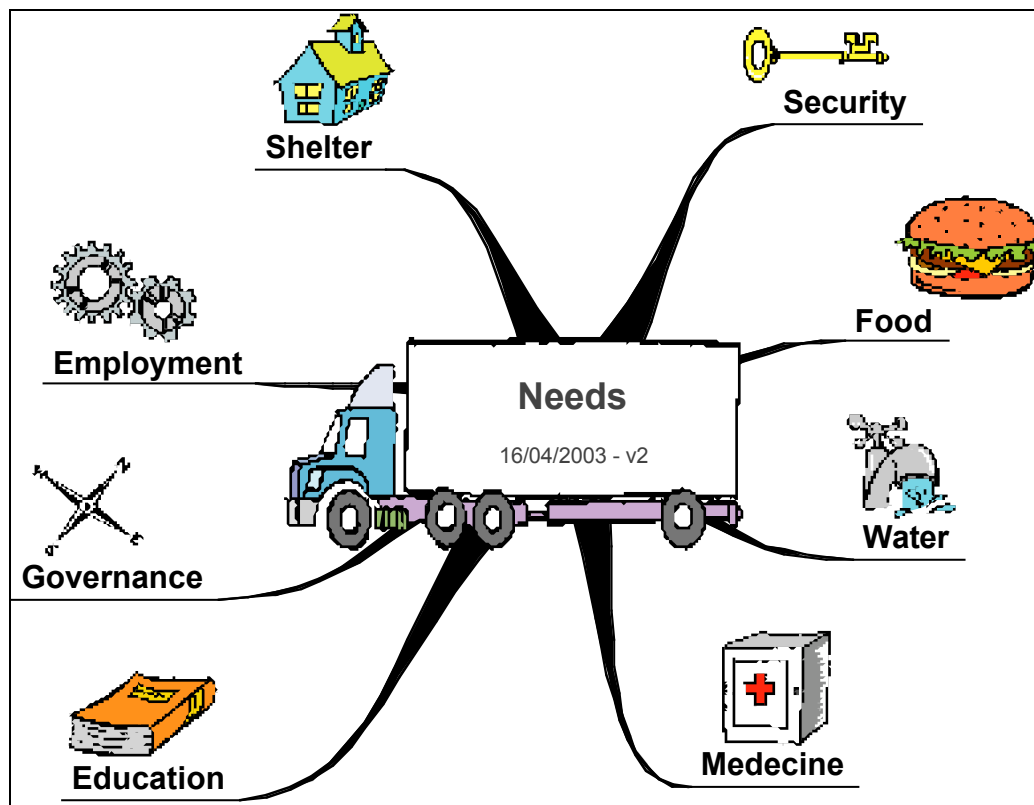 Shelter
Security
Employment
Food
Needs
16/04/2003 - v2
Governance
Water
Education
Medecine